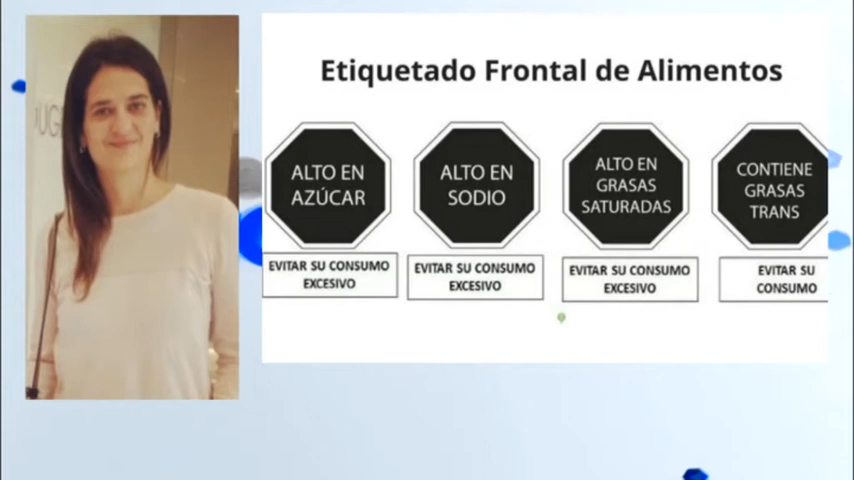 Etiquetado Frontal de Alimentos
ALTO EN
AZÚCAR
ALTO EN
SODIO
ALTO EN
GRASAS
SATURADAS
CONTIENE
GRASAS
TRANS
EVITAR SU CONSUMO
EXCESIVO
EVITAR SU CONSUMO
EXCESIVO
EVITAR SU CONSUMO
EXCESIVO
EVITAR SU
CONSUMO